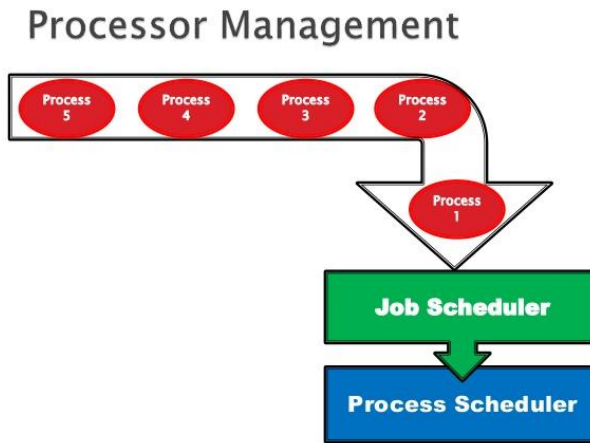 Processor Management
Process
5
Process
4
Process
3
Process
2
Process
1
Job Scheduler
Process Scheduler